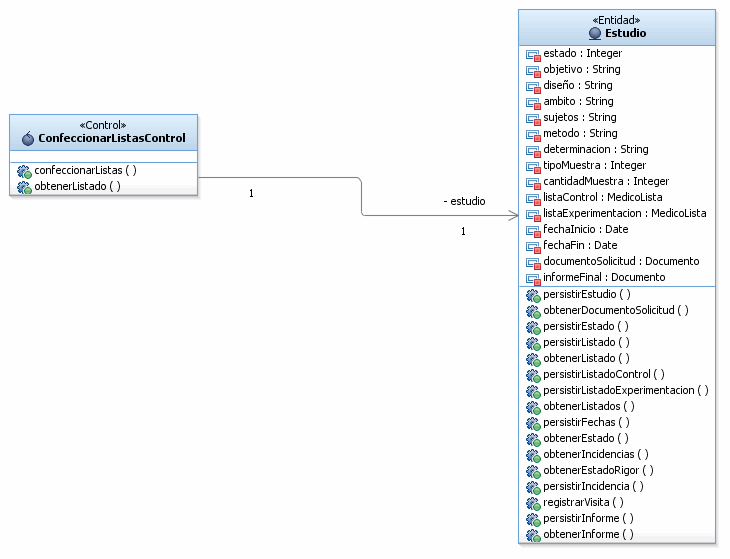 «Control»
ConfeccionarListasControl
confeccionarListas ( )
obtenerListado ( )
1
- estudio
1
«Entidad»
Estudio
estado : Integer
objetivo : String
diseño : String
ambito : String
sujetos : String
metodo : String
determinacion : String
tipoMuestra : Integer
cantidadMuestra : Integer
listaControl : MedicoLista
listaExperimentacion : MedicoLista
fechaInicio : Date
fechaFin : Date
documentoSolicitud : Documento
informeFinal : Documento
persistirEstudio ( )
obtenerDocumentoSolicitud ( )
persistirEstado ( )
persistirListado ( )
obtenerListado ( )
persistirListadoControl ( )
persistirListadoExperimentacion ( )
obtenerListados ( )
persistirFechas ( )
obtenerEstado ( )
obtenerIncidencias ( )
obtenerEstadoRigor ( )
persistirIncidencia ( )
registrarVisita ( )
persistirInforme ( )
obtenerInforme ( )